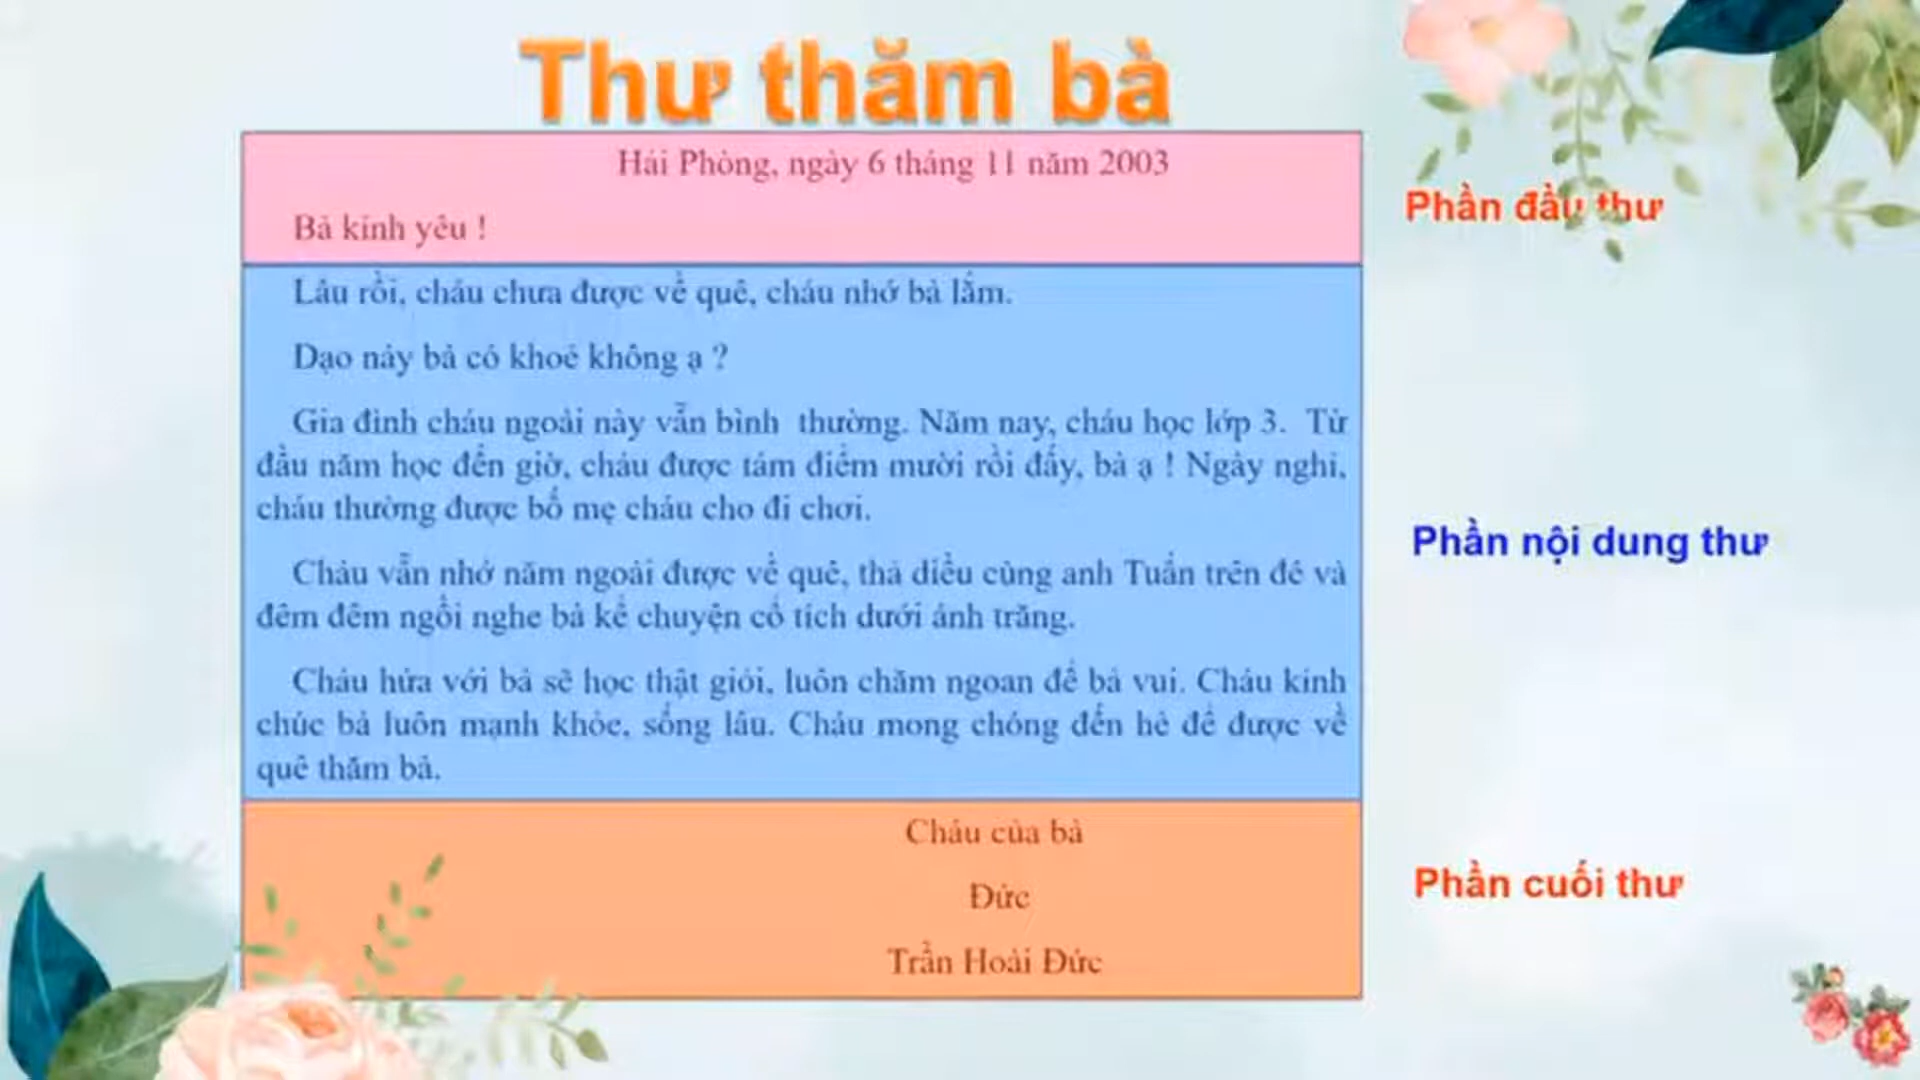 Thư thăm bà
Hải Phòng, ngày 6 tháng 11 năm 2003
Bà kính yêu !
Phần đầu thư
Lâu rồi, cháu chưa được về quê, cháu nhớ bà lắm.
Dạo này bà có khoẻ không ạ ?
Gia đình cháu ngoài này vẫn bình thường. Năm nay, cháu học lớp 3. Từ
đầu năm học đến giờ, cháu được tám điểm mười rồi đấy, bà ạ ! Ngày nghỉ,
cháu thường được bố mẹ cháu cho đi chơi.
Cháu vẫn nhớ năm ngoái được về quê, thả diều cùng anh Tuấn trên đê và
đêm đêm ngồi nghe bà kể chuyện cổ tích dưới ánh trăng.
Cháu hứa với bà sẽ học thật giỏi, luôn chăm ngoan để bà vui. Cháu kính
chúc bà luôn mạnh khỏe, sống lâu. Cháu mong chóng đến hè để được về
quê thăm bà.
Phần nội dung thư
Cháu của bà
Đức
Trần Hoài Đức
Phần cuối thư